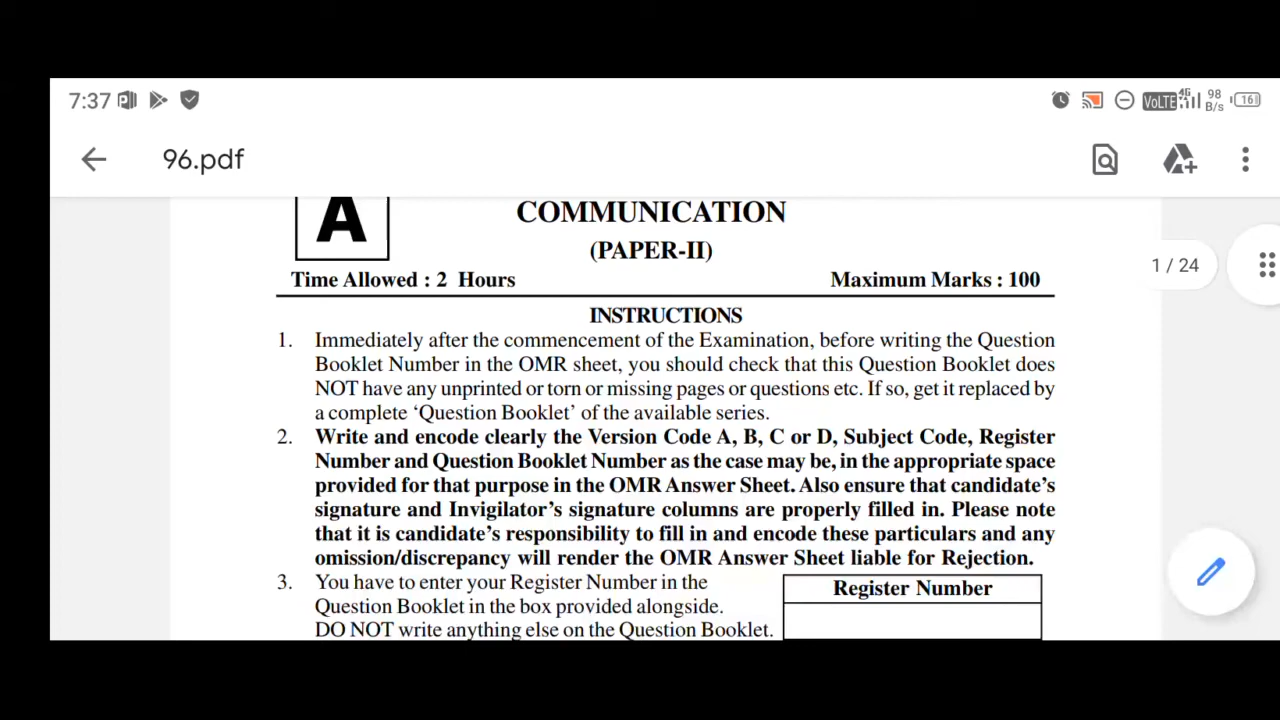 7:37 VoLTE 4G 98 B/s 16
96.pdf
A
COMMUNICATION
(PAPER-II)
1 / 24
Time Allowed : 2 Hours Maximum Marks : 100
INSTRUCTIONS
1. Immediately after the commencement of the Examination, before writing the Question
Booklet Number in the OMR sheet, you should check that this Question Booklet does
NOT have any unprinted or torn or missing pages or questions etc. If so, get it replaced by
a complete ‘Question Booklet’ of the available series.
2. Write and encode clearly the Version Code A, B, C or D, Subject Code, Register
Number and Question Booklet Number as the case may be, in the appropriate space
provided for that purpose in the OMR Answer Sheet. Also ensure that candidate’s
signature and Invigilator’s signature columns are properly filled in. Please note
that it is candidate’s responsibility to fill in and encode these particulars and any
omission/discrepancy will render the OMR Answer Sheet liable for Rejection.
3. You have to enter your Register Number in the
Question Booklet in the box provided alongside.
DO NOT write anything else on the Question Booklet.
Register Number